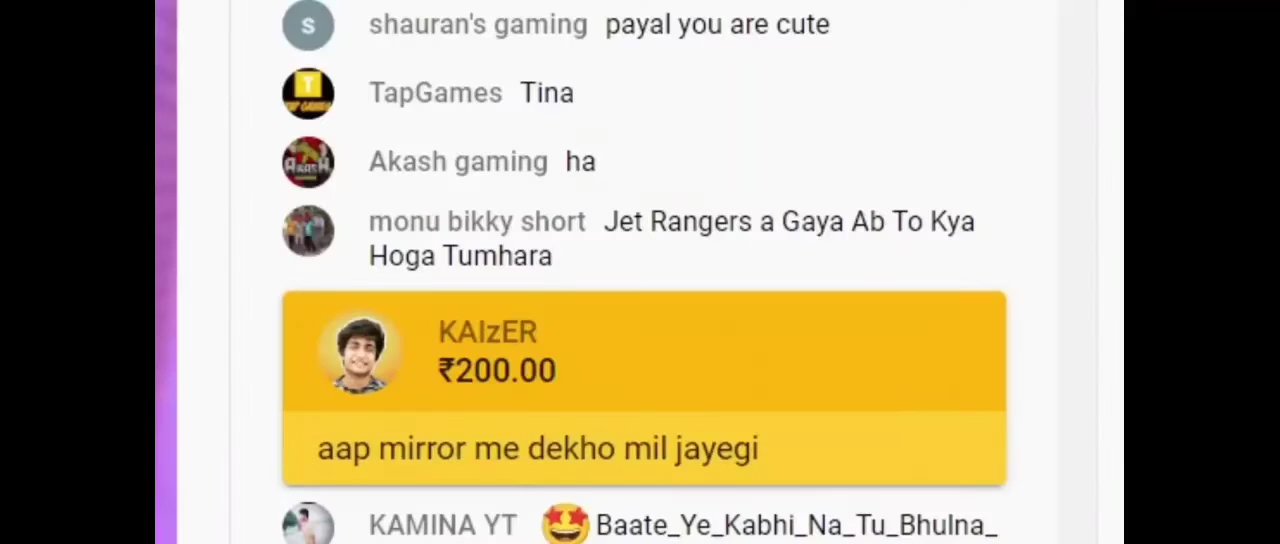 S
shauran's gaming payal you are cute
T
TapGames Tina
Akash gaming ha
monu bikky short Jet Rangers a Gaya Ab To Kya
Hoga Tumhara
KAIzER
₹200.00
aap mirror me dekho mil jayegi
KAMINA YT 🤩Baate_Ye_Kabhi_Na_Tu_Bhulna_